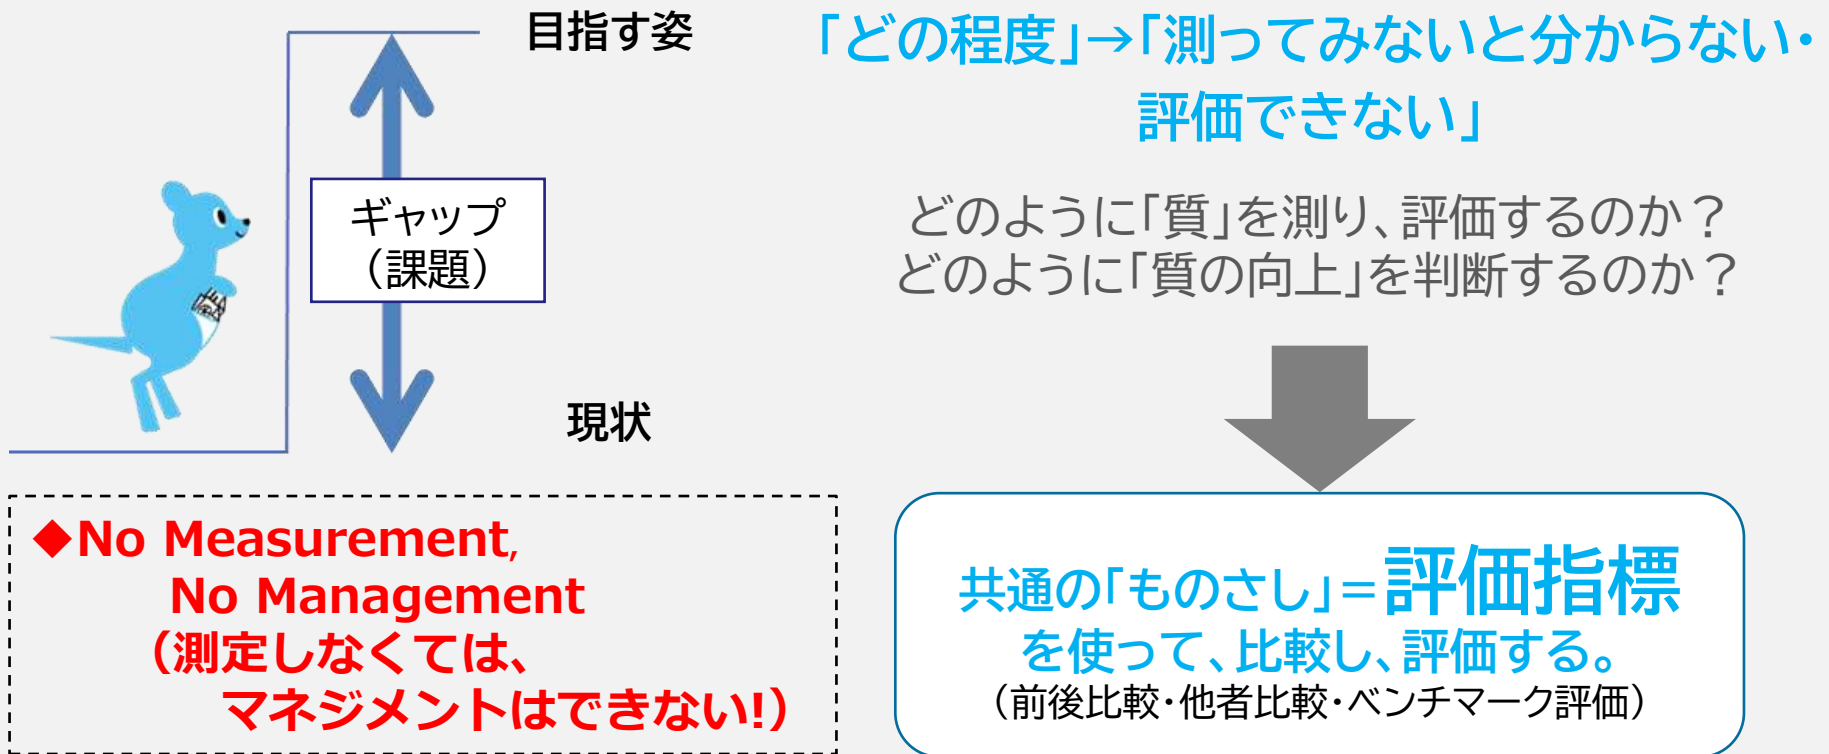 目指す姿
ギャップ
（課題）
現状
◆No Measurement,
No Management
（測定しなくては、
マネジメントはできない!）
「どの程度」→「測ってみないと分からない・
評価できない」
どのように「質」を測り、評価するのか？
どのように「質の向上」を判断するのか？
共通の「ものさし」＝評価指標
を使って、比較し、評価する。
（前後比較・他者比較・ベンチマーク評価）